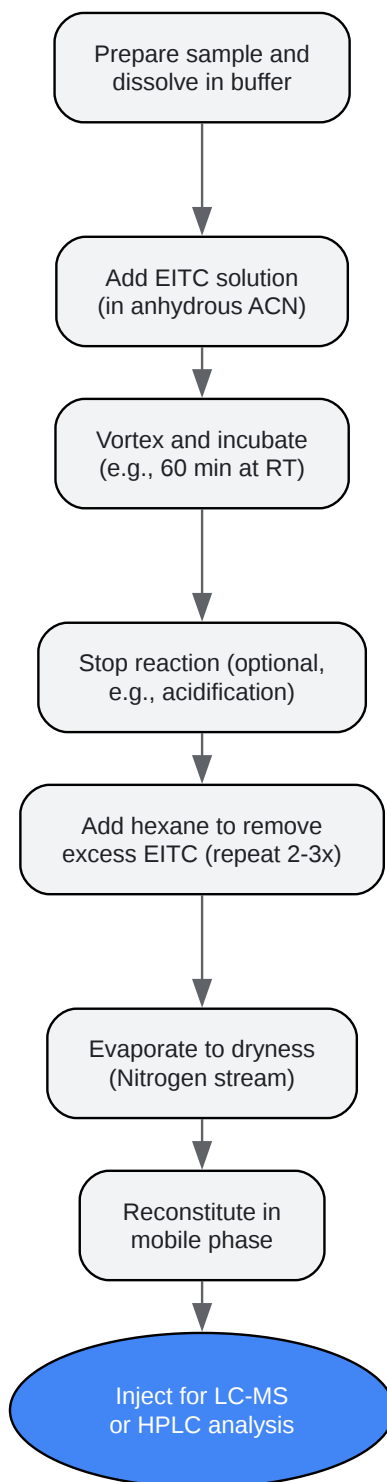 Prepare sample and
dissolve in buffer
Add EITC solution
(in anhydrous ACN)
Vortex and incubate
(e.g., 60 min at RT)
Stop reaction (optional,
e.g., acidification)
Add hexane to remove
excess EITC (repeat 2-3x)
Evaporate to dryness
(Nitrogen stream)
Reconstitute in
mobile phase
Inject for LC-MS
or HPLC analysis